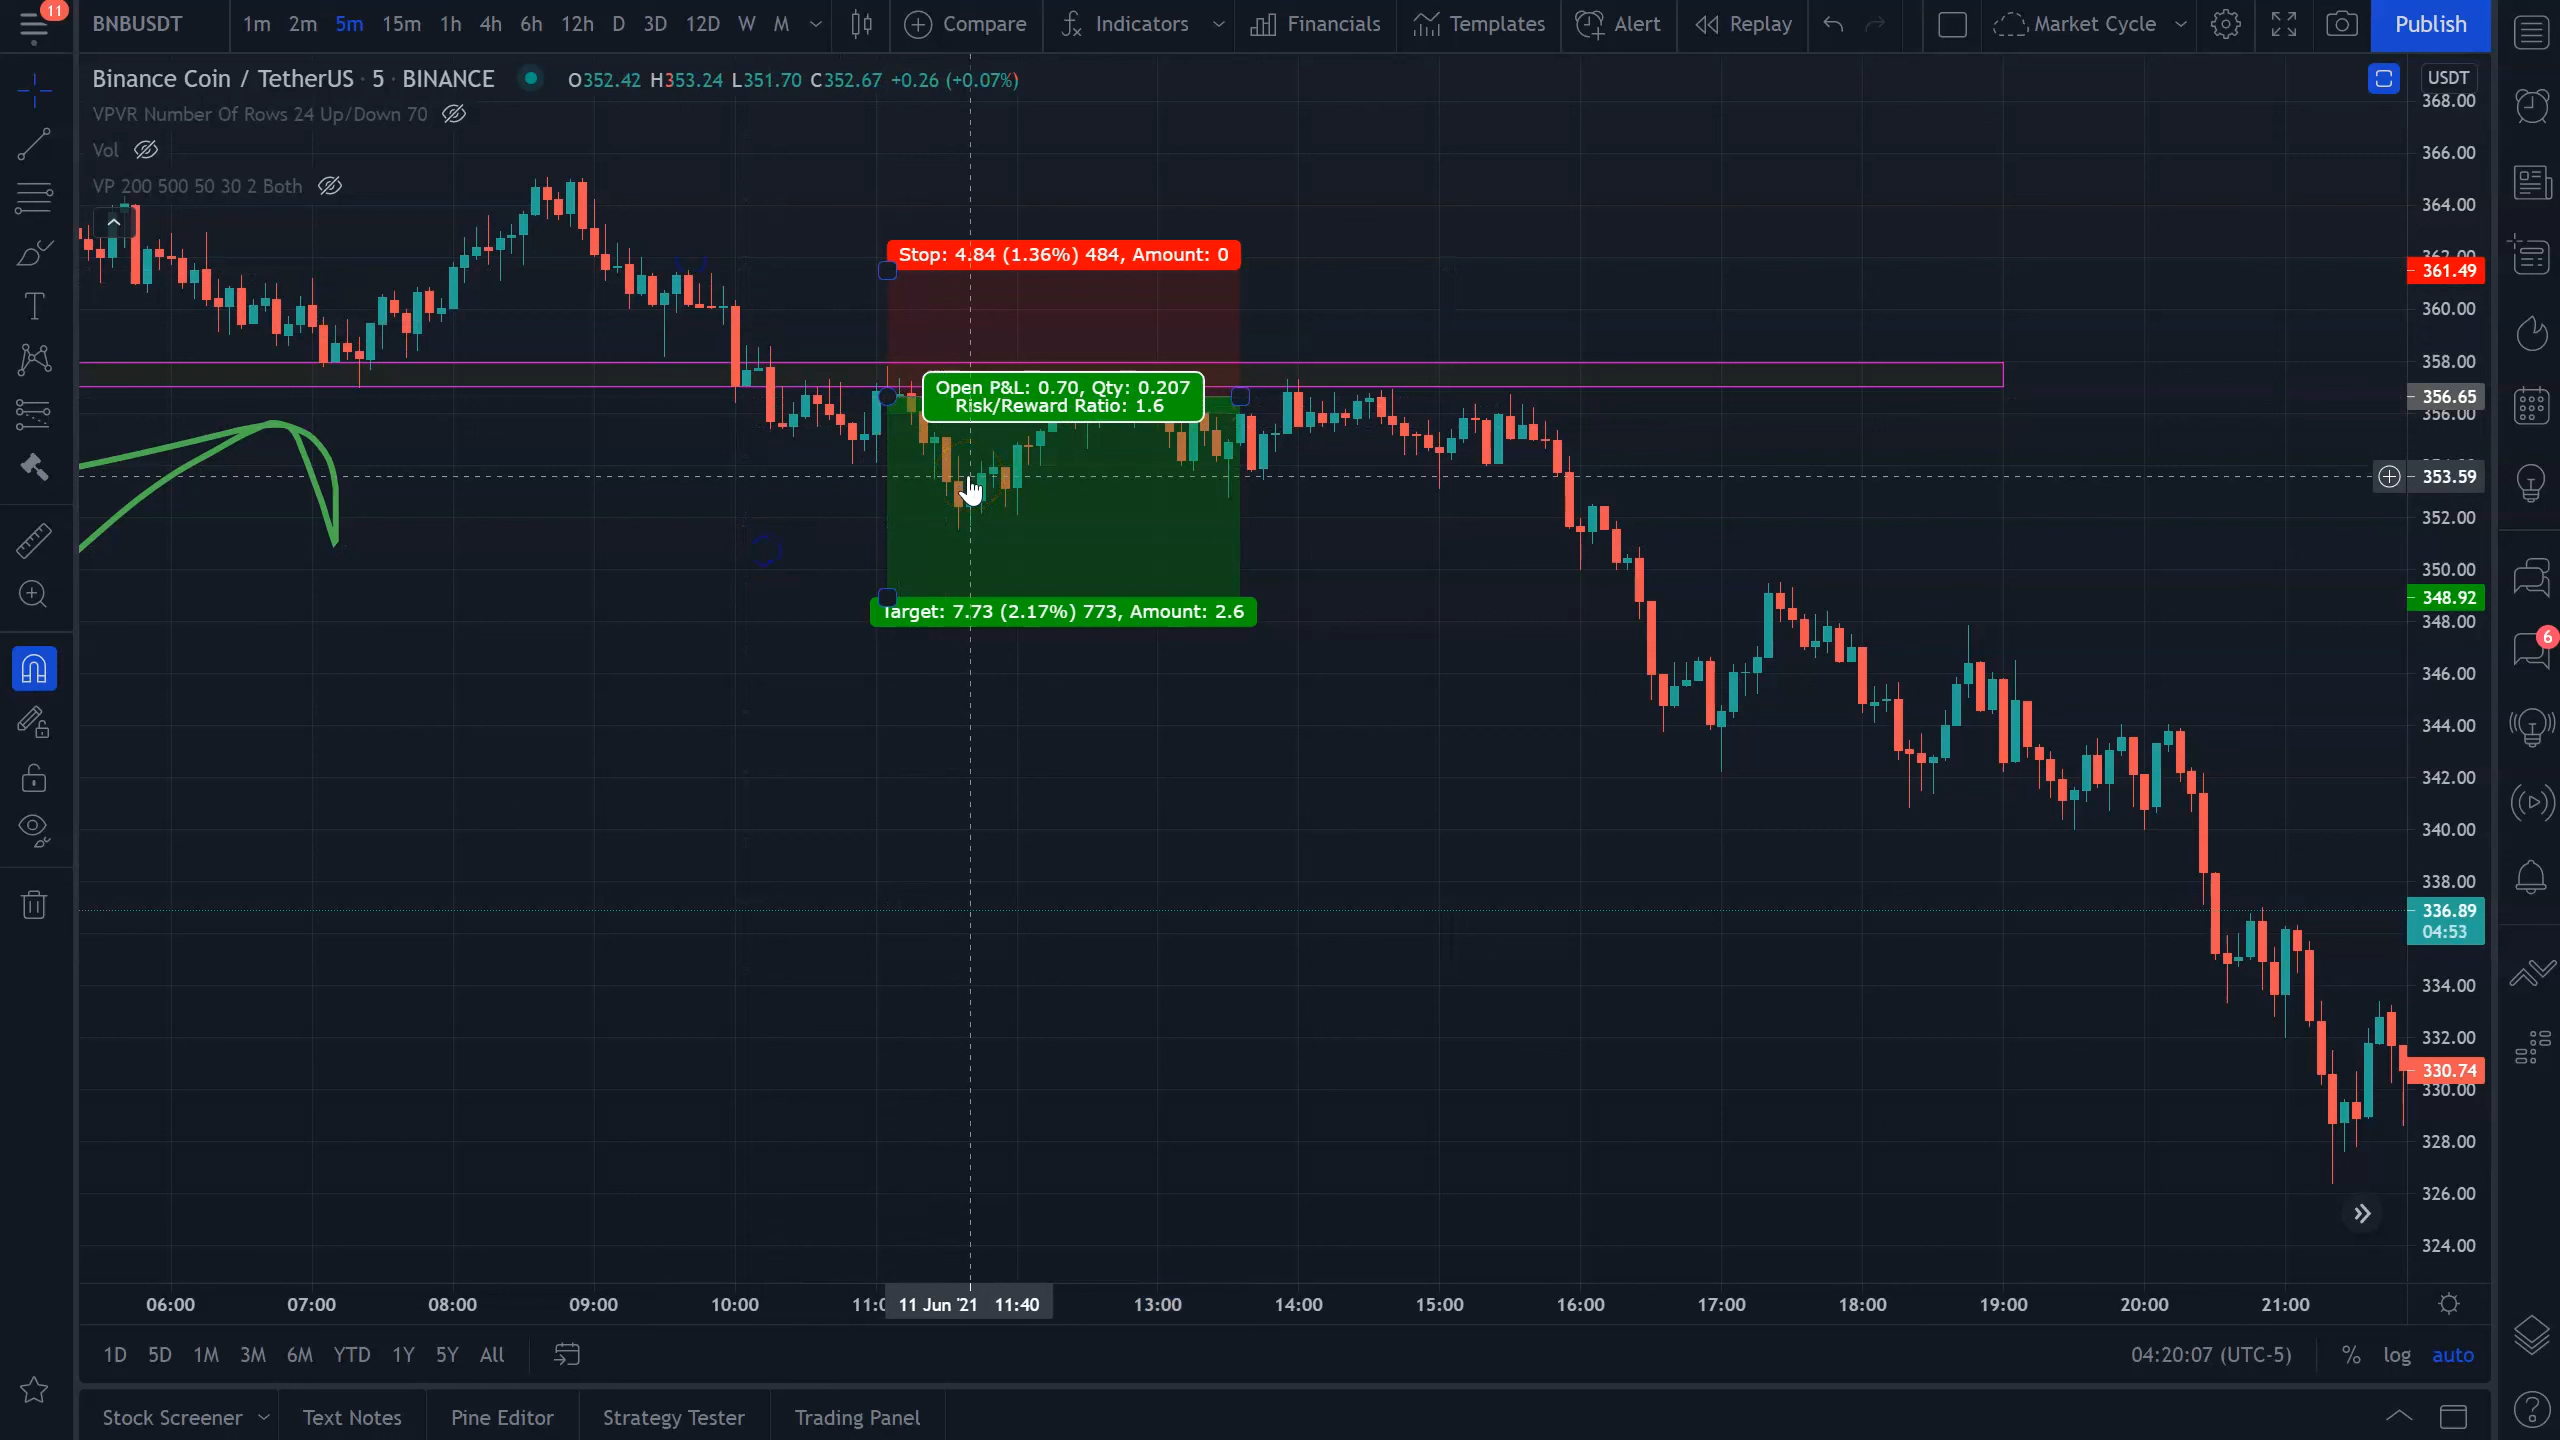 11
BNBUSDT 1m 2m 5m 15m 1h 4h 6h 12h D 3D 12D W M Compare Indicators Financials Templates Alert Replay Market Cycle Publish
Binance Coin / TetherUS · 5 · BINANCE O352.42 H353.24 L351.70 C352.67 +0.26 (+0.07%)
USDT
VPVR Number Of Rows 24 Up/Down 70
Vol
VP 200 500 50 30 2 Both
Stop: 4.84 (1.36%) 484, Amount: 0
Open P&L: 0.70, Qty: 0.207
Risk/Reward Ratio: 1.6
Target: 7.73 (2.17%) 773, Amount: 2.6
368.00
366.00
364.00
362.00
361.49
360.00
358.00
356.65
356.00
353.59
352.00
350.00
348.92
348.00
6
346.00
344.00
342.00
340.00
338.00
336.89
04:53
334.00
332.00
330.74
330.00
328.00
326.00
324.00
06:00 07:00 08:00 09:00 10:00 11:0 11 Jun '21 11:40 13:00 14:00 15:00 16:00 17:00 18:00 19:00 20:00 21:00
1D 5D 1M 3M 6M YTD 1Y 5Y All 04:20:07 (UTC-5) % log auto
Stock Screener Text Notes Pine Editor Strategy Tester Trading Panel